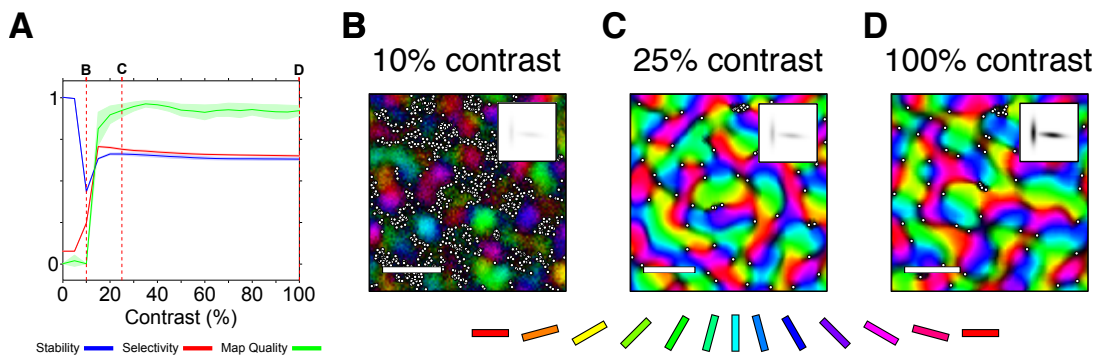 A
B C D
1
0
0 20 40 60 80 100
Contrast (%)
Stability Selectivity Map Quality
B
10% contrast
C
25% contrast
D
100% contrast